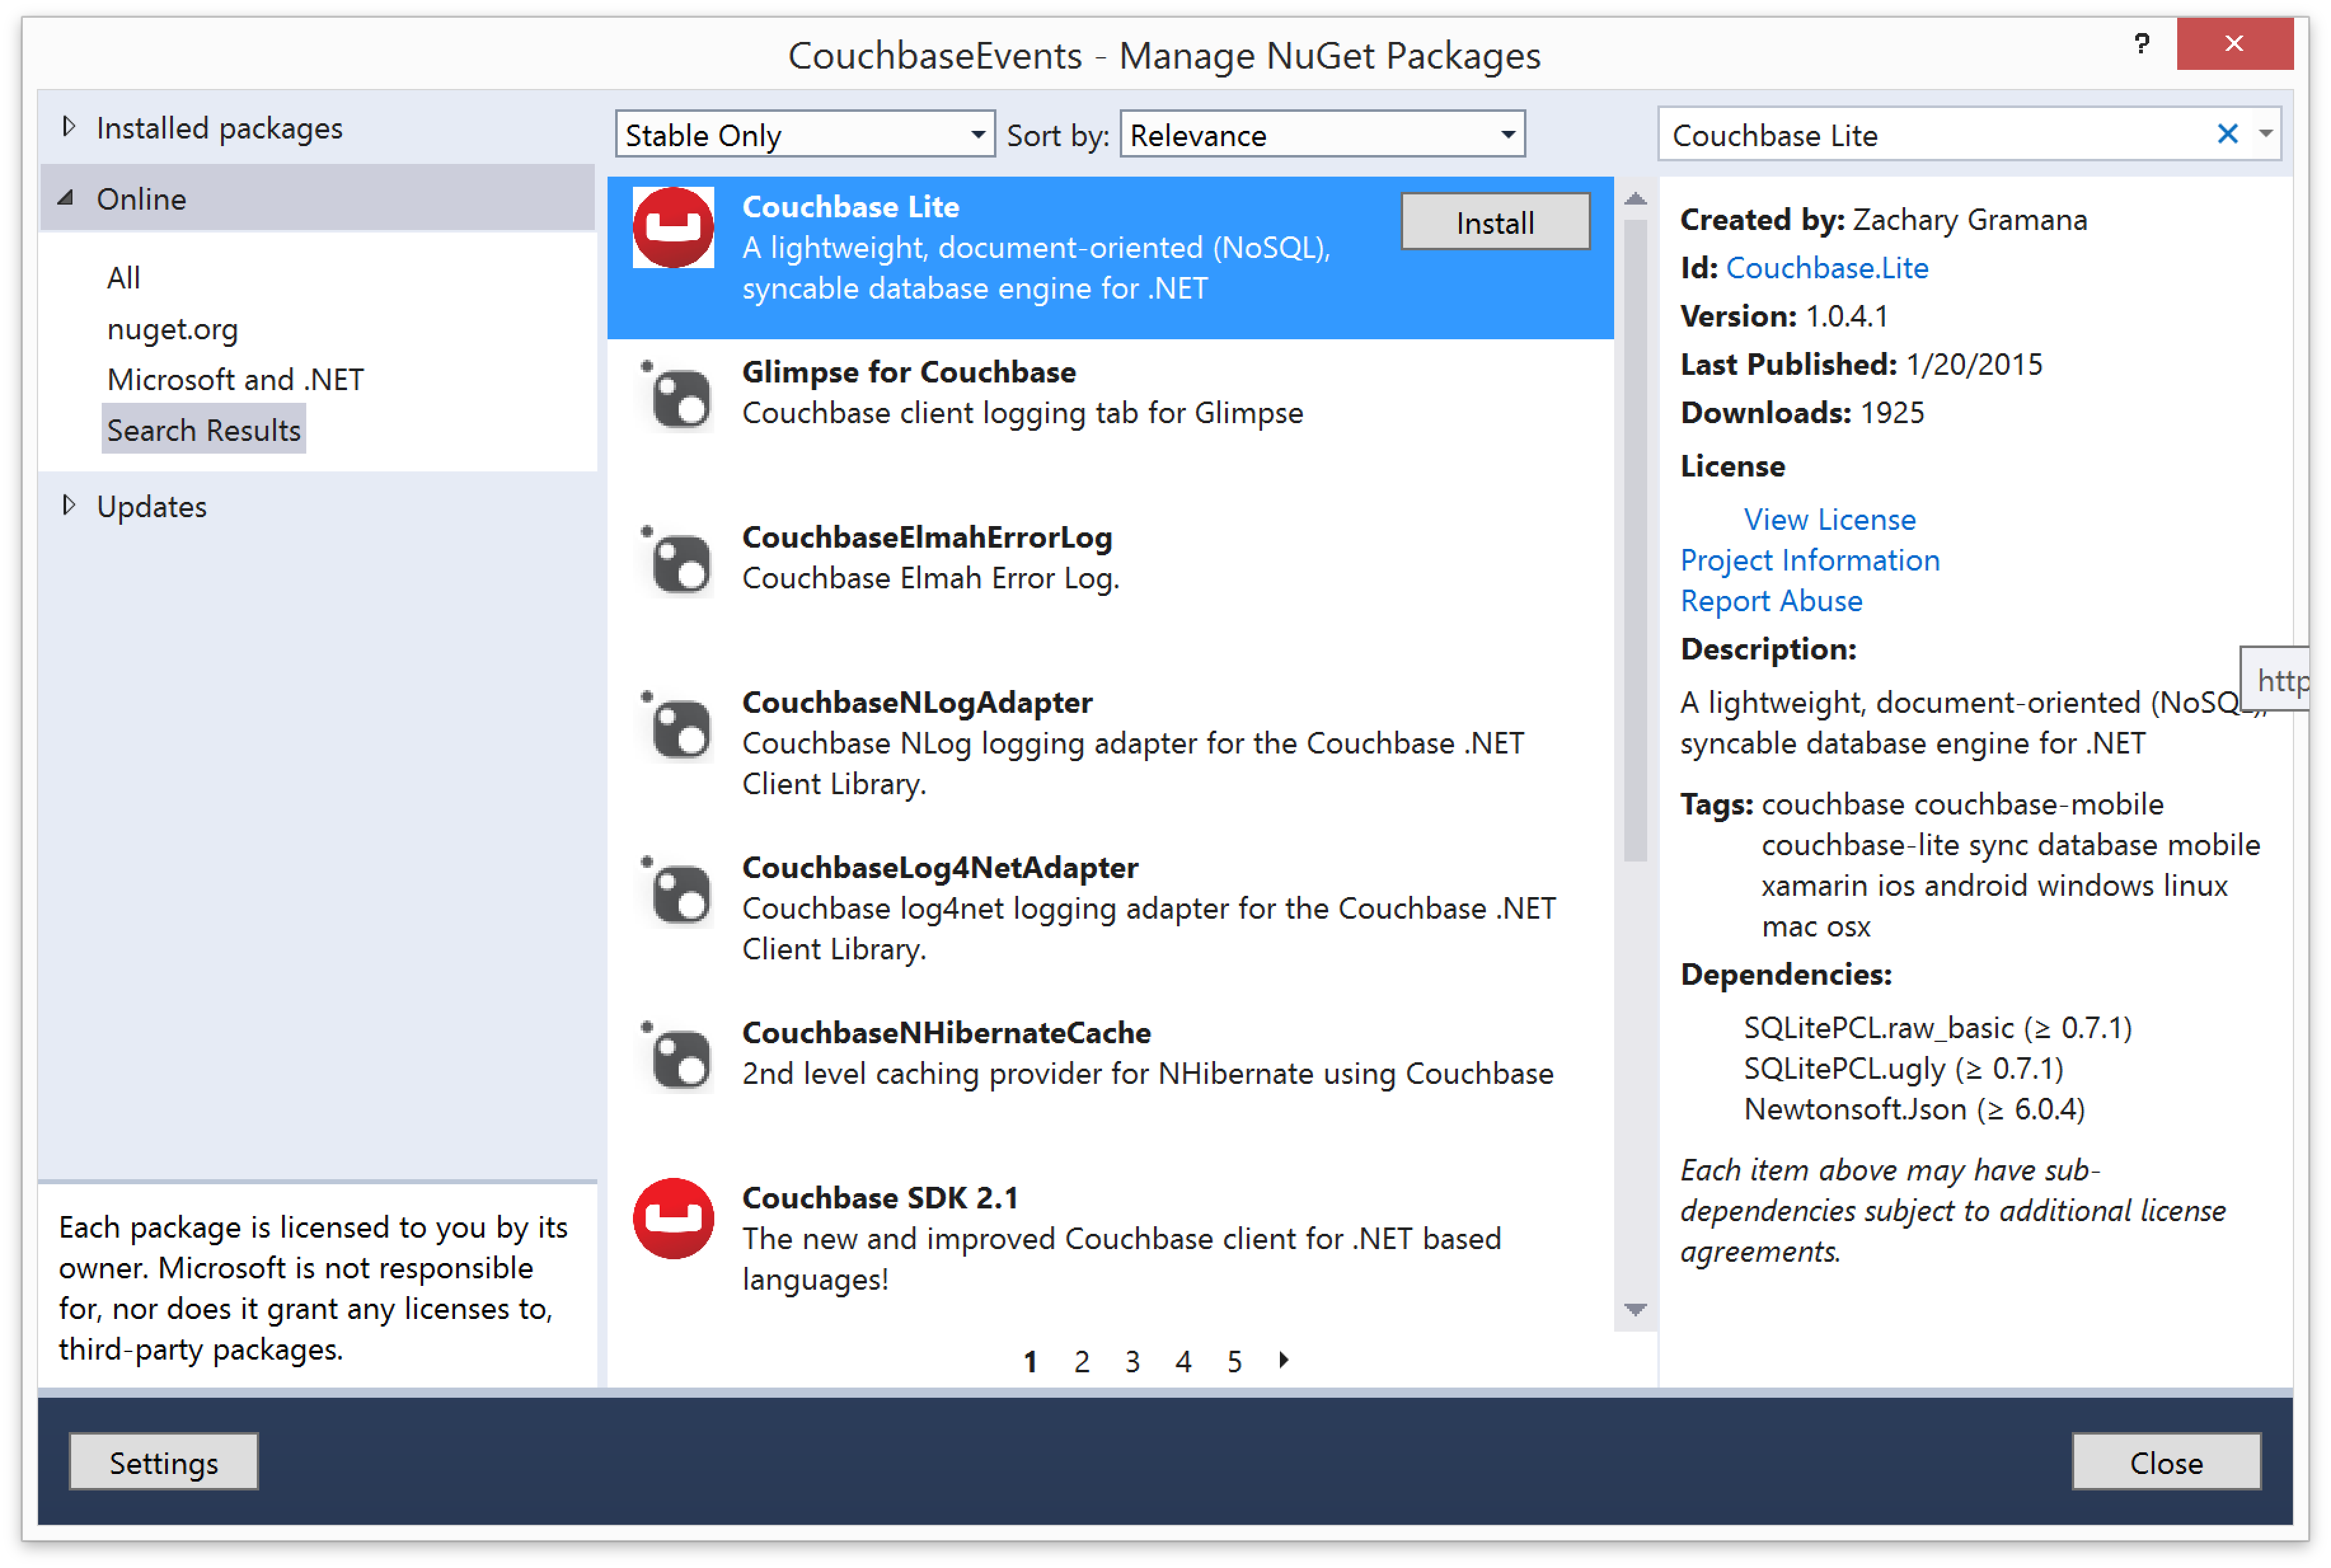 CouchbaseEvents - Manage NuGet Packages
?
Installed packages
Online
All
nuget.org
Microsoft and .NET
Search Results
Updates
Each package is licensed to you by its
owner. Microsoft is not responsible
for, nor does it grant any licenses to,
third-party packages.
Stable Only
Sort by: Relevance
Couchbase Lite
Couchbase Lite
Install
A lightweight, document-oriented (NoSQL),
syncable database engine for .NET
Glimpse for Couchbase
Couchbase client logging tab for Glimpse
CouchbaseElmahErrorLog
Couchbase Elmah Error Log.
CouchbaseNLogAdapter
Couchbase NLog logging adapter for the Couchbase .NET
Client Library.
CouchbaseLog4NetAdapter
Couchbase log4net logging adapter for the Couchbase .NET
Client Library.
CouchbaseNHibernateCache
2nd level caching provider for NHibernate using Couchbase
Couchbase SDK 2.1
The new and improved Couchbase client for .NET based
languages!
1 2 3 4 5
Created by: Zachary Gramana
Id: Couchbase.Lite
Version: 1.0.4.1
Last Published: 1/20/2015
Downloads: 1925
License
View License
Project Information
Report Abuse
Description:
http
A lightweight, document-oriented (NoSQL),
syncable database engine for .NET
Tags: couchbase couchbase-mobile
couchbase-lite sync database mobile
xamarin ios android windows linux
mac osx
Dependencies:
SQLitePCL.raw_basic (≥ 0.7.1)
SQLitePCL.ugly (≥ 0.7.1)
Newtonsoft.Json (≥ 6.0.4)
Each item above may have sub-
dependencies subject to additional license
agreements.
Settings
Close